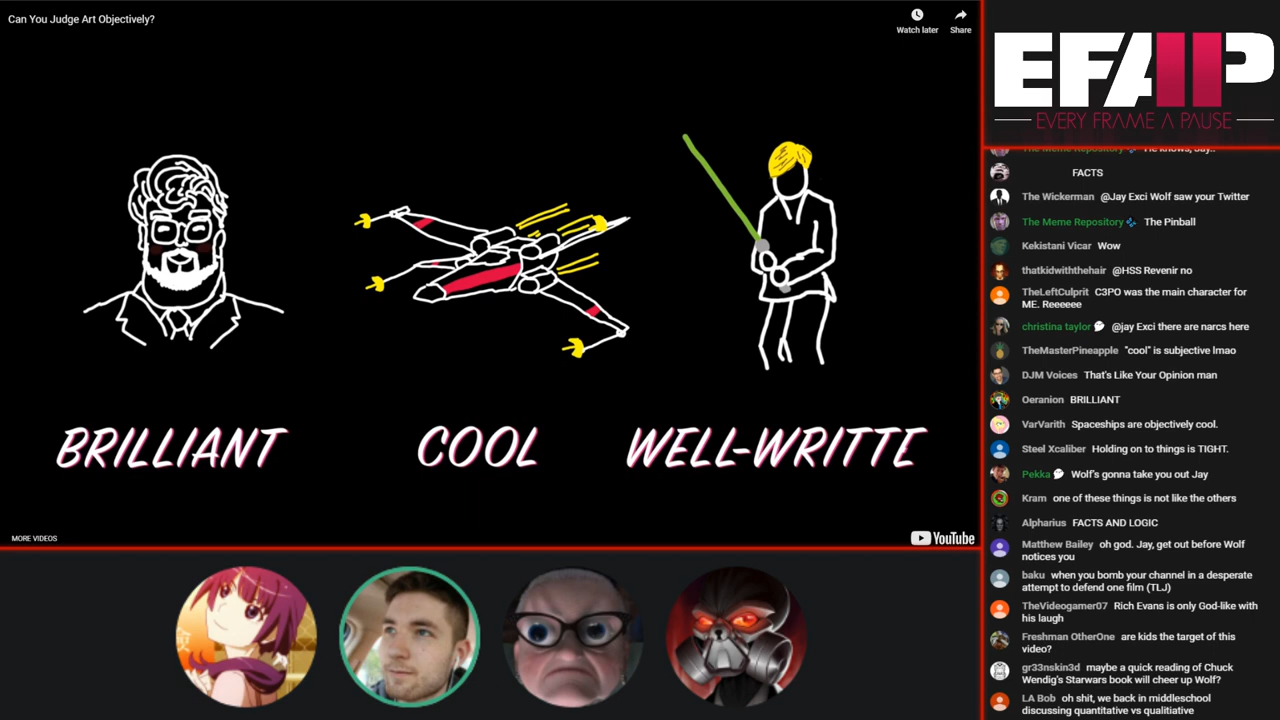 Can You Judge Art Objectively?
Watch later
Share
BRILLIANT
COOL
WELL-WRITTE
MORE VIDEOS
YouTube
EFAP
EVERY FRAME A PAUSE
FACTS
The Wickerman @Jay Exci Wolf saw your Twitter
The Meme Repository The Pinball
Kekistani Vicar Wow
thatkidwiththehair @HSS Revenir no
TheLeftCulprit C3PO was the main character for
ME. Reeeeee
christina taylor @jay Exci there are narcs here
TheMasterPineapple "cool" is subjective lmao
DJM Voices That's Like Your Opinion man
Oeranion BRILLIANT
VarVarith Spaceships are objectively cool.
Steel Xcaliber Holding on to things is TIGHT.
Pekka Wolf's gonna take you out Jay
Kram one of these things is not like the others
Alpharius FACTS AND LOGIC
Matthew Bailey oh god. Jay, get out before Wolf
notices you
baku when you bomb your channel in a desperate
attempt to defend one film (TLJ)
TheVideogamer07 Rich Evans is only God-like with
his laugh
Freshman OtherOne are kids the target of this
video?
gr33nskin3d maybe a quick reading of Chuck
Wendig's Starwars book will cheer up Wolf?
LA Bob oh shit, we back in middleschool
discussing quantitative vs qualitiative